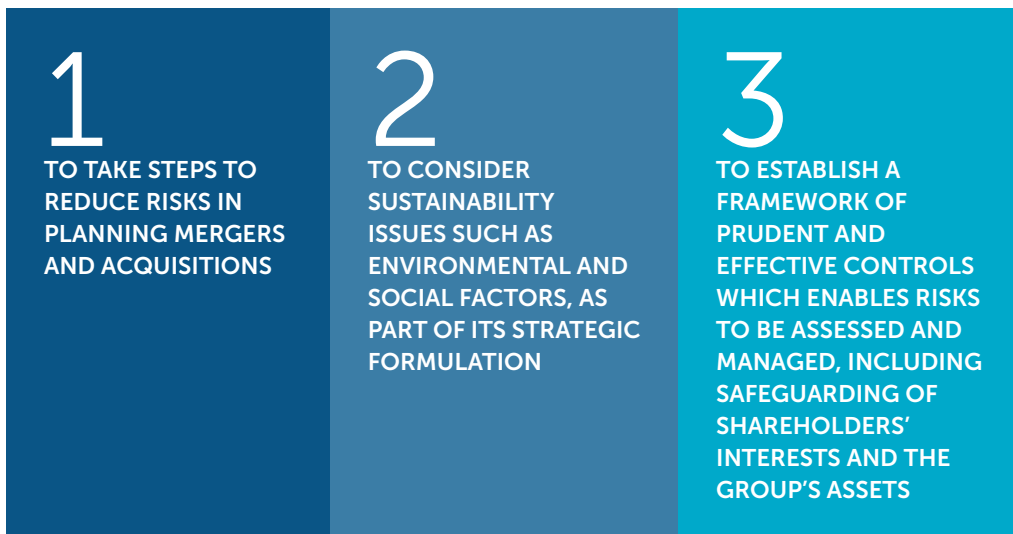 1
TO TAKE STEPS TO
REDUCE RISKS IN
PLANNING MERGERS
AND ACQUISITIONS
2
TO CONSIDER
SUSTAINABILITY
ISSUES SUCH AS
ENVIRONMENTAL AND
SOCIAL FACTORS, AS
PART OF ITS STRATEGIC
FORMULATION
3
TO ESTABLISH A
FRAMEWORK OF
PRUDENT AND
EFFECTIVE CONTROLS
WHICH ENABLES RISKS
TO BE ASSESSED AND
MANAGED, INCLUDING
SAFEGUARDING OF
SHAREHOLDERS’
INTERESTS AND THE
GROUP’S ASSETS